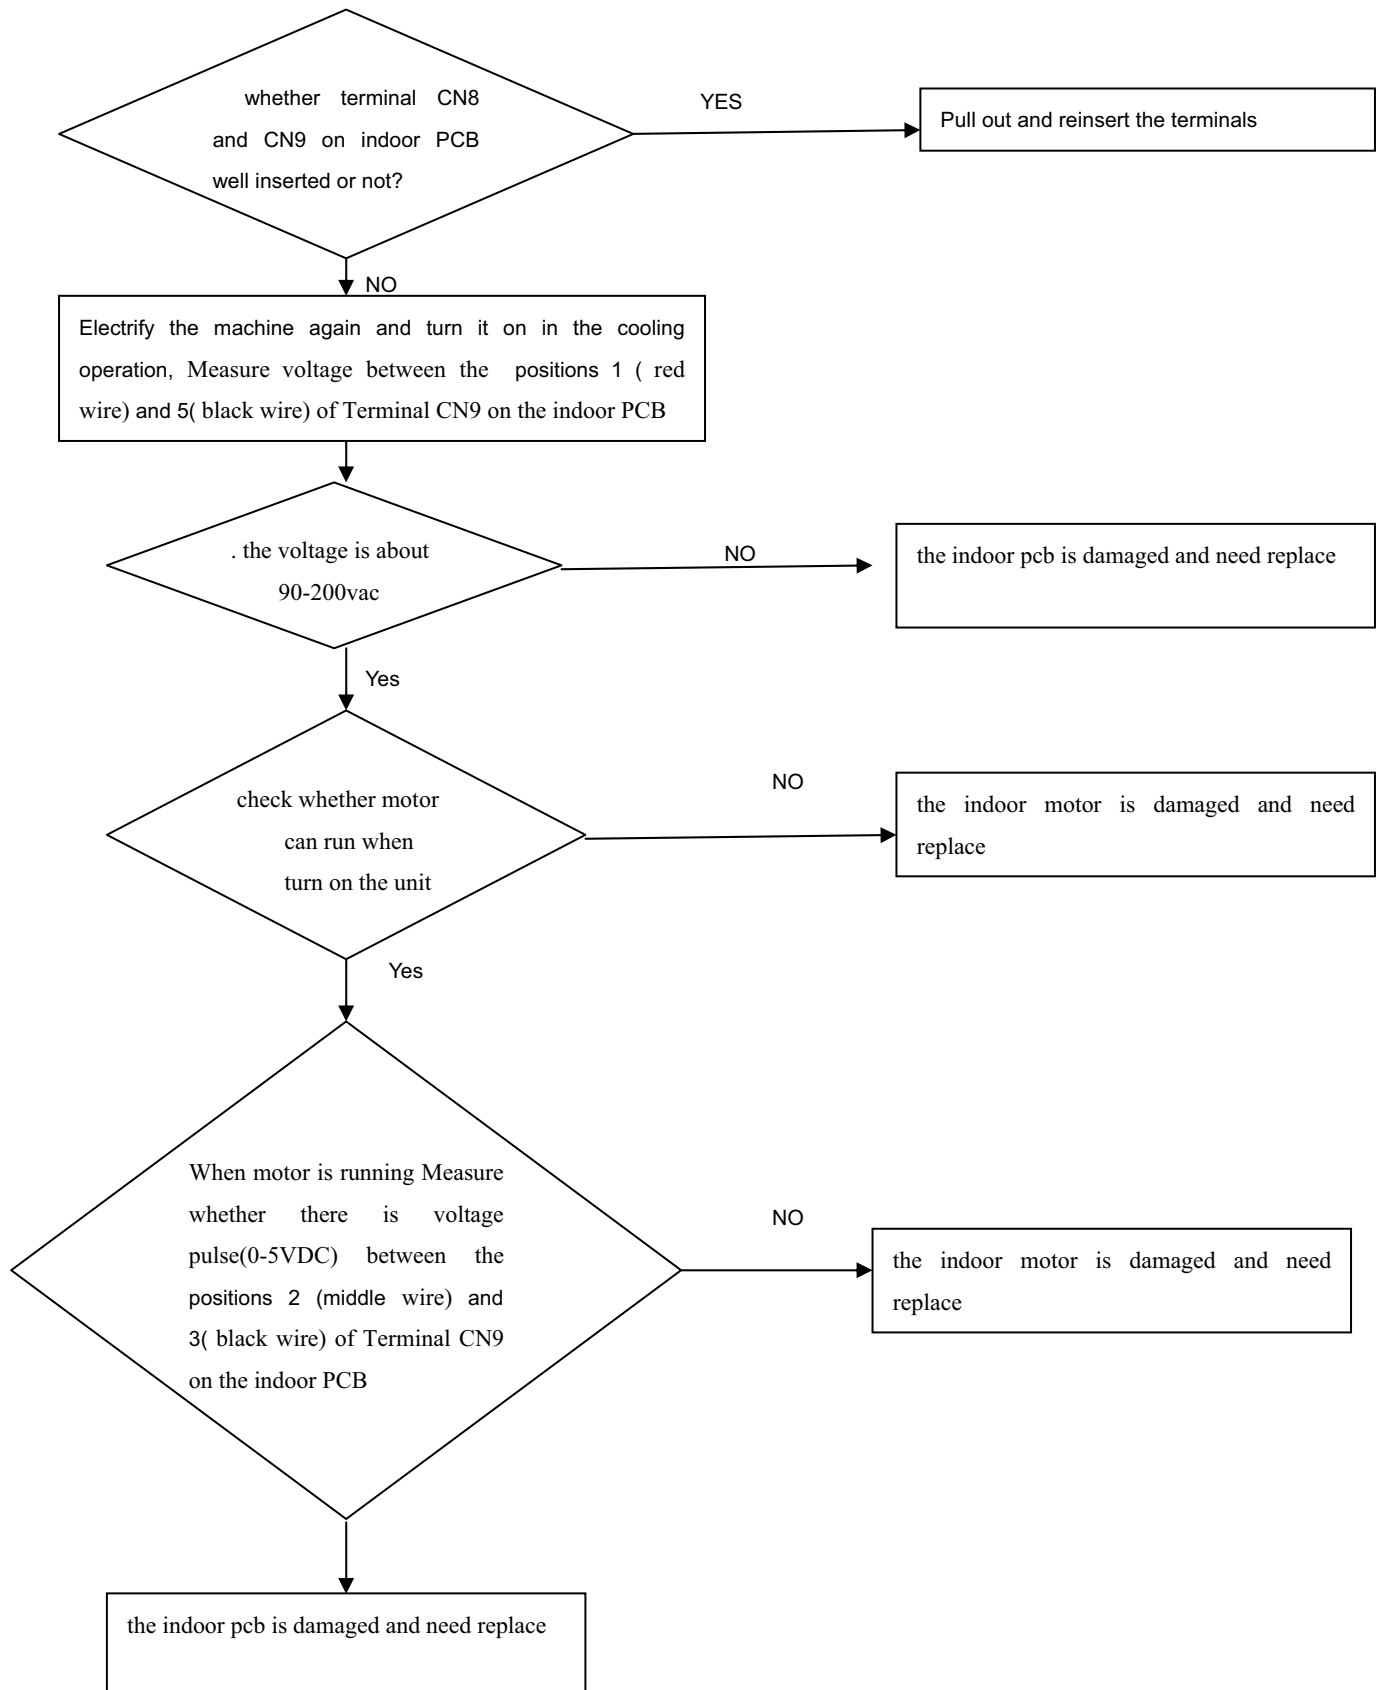 whether terminal CN8
and CN9 on indoor PCB
well inserted or not?
YES
Pull out and reinsert the terminals
NO
Electrify the machine again and turn it on in the cooling
operation, Measure voltage between the positions 1 ( red
wire) and 5( black wire) of Terminal CN9 on the indoor PCB
. the voltage is about
90-200vac
NO
the indoor pcb is damaged and need replace
Yes
check whether motor
can run when
turn on the unit
NO
the indoor motor is damaged and need
replace
Yes
When motor is running Measure
whether there is voltage
pulse(0-5VDC) between the
positions 2 (middle wire) and
3( black wire) of Terminal CN9
on the indoor PCB
NO
the indoor motor is damaged and need
replace
the indoor pcb is damaged and need replace